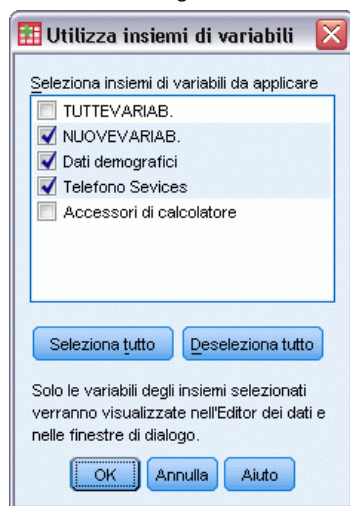 Utilizza insiemi di variabili
Seleziona insiemi di variabili da applicare
TUTTEVARIAB.
NUOVEVARIAB.
Dati demografici
Telefono Sevices
Accessori di calcolatore
Seleziona tutto Deseleziona tutto
Solo le variabili degli insiemi selezionati
verranno visualizzate nell'Editor dei dati e
nelle finestre di dialogo.
OK Annulla Aiuto